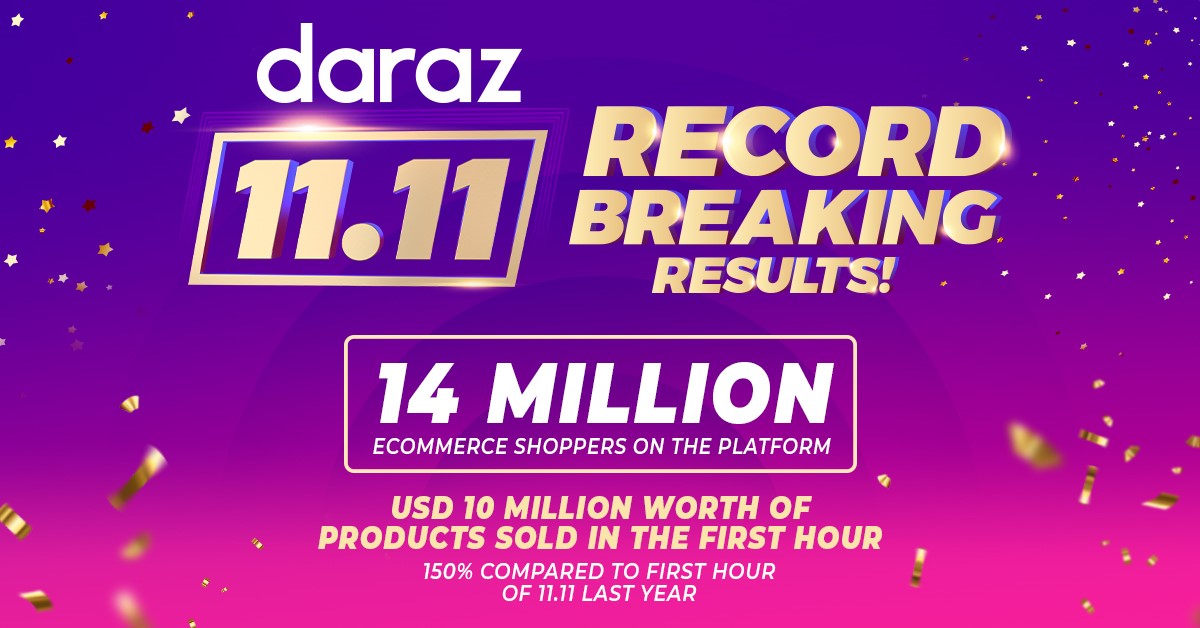 daraz
11.11
RECORD
BREAKING
RESULTS!
14 MILLION
ECOMMERCE SHOPPERS ON THE PLATFORM
USD 10 MILLION WORTH OF
PRODUCTS SOLD IN THE FIRST HOUR
150% COMPARED TO FIRST HOUR
OF 11.11 LAST YEAR